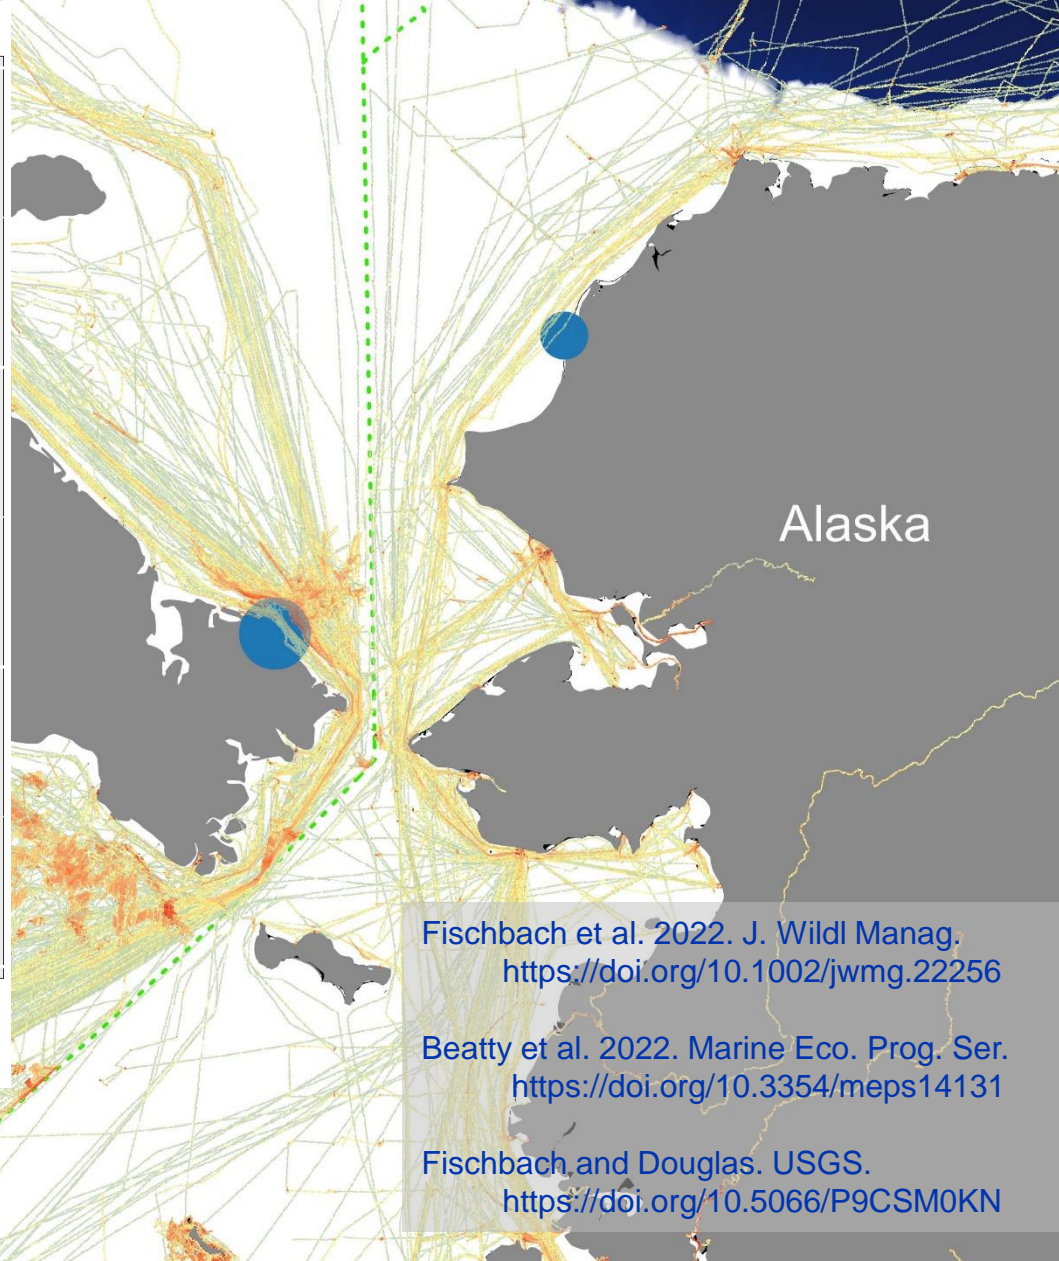 Alaska
Fischbach et al. 2022. J. Wildl Manag.
https://doi.org/10.1002/jwmg.22256
Beatty et al. 2022. Marine Eco. Prog. Ser.
https://doi.org/10.3354/meps14131
Fischbach and Douglas. USGS.
https://doi.org/10.5066/P9CSM0KN